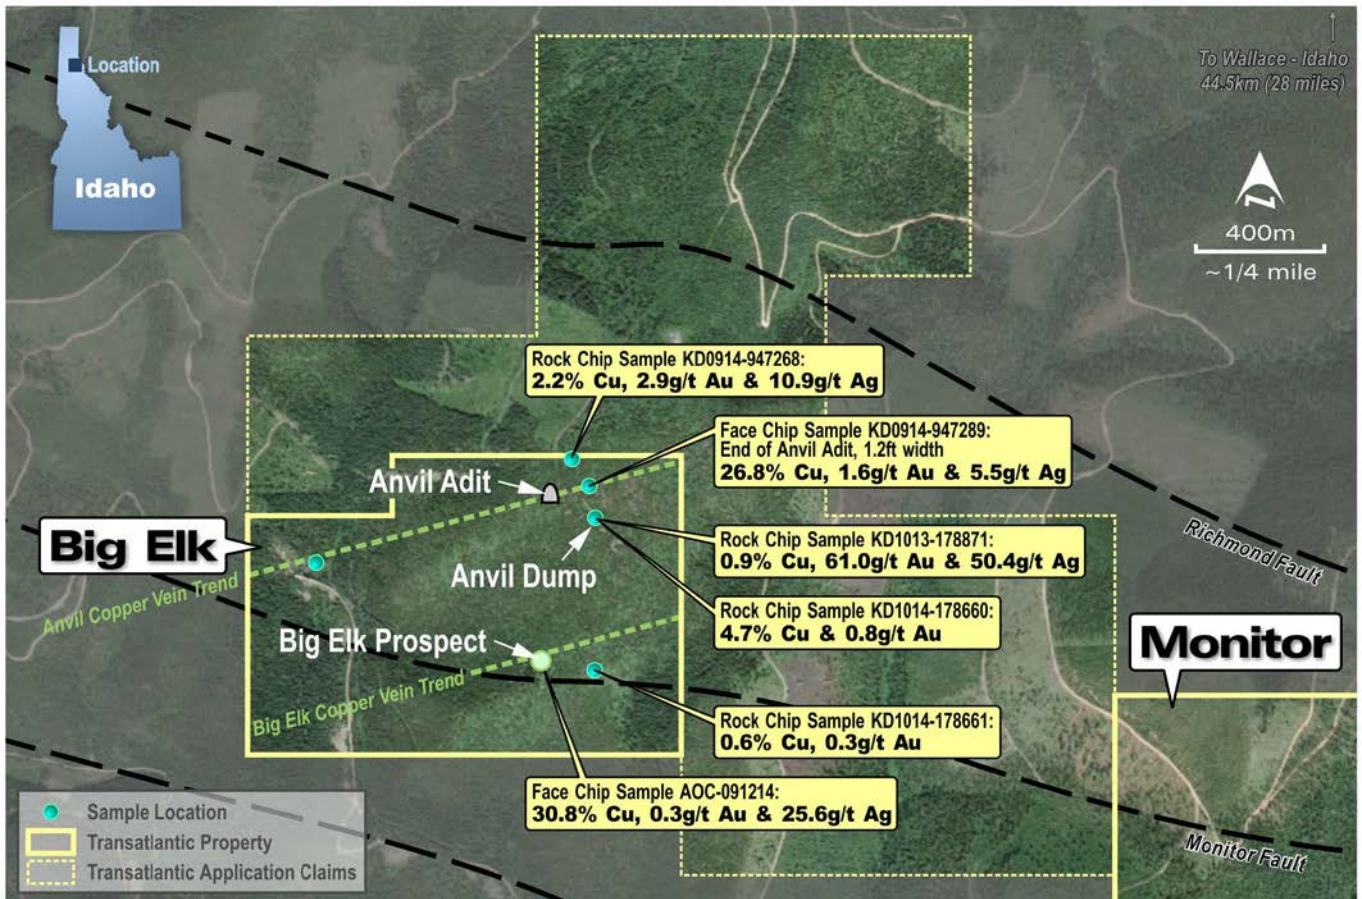 Location
Idaho
To Wallace - Idaho
44.5km (28 miles)
N
400m
~1/4 mile
Rock Chip Sample KD0914-947268:
2.2% Cu, 2.9g/t Au & 10.9g/t Ag
Face Chip Sample KD0914-947289:
End of Anvil Adit, 1.2ft width
26.8% Cu, 1.6g/t Au & 5.5g/t Ag
Anvil Adit
Big Elk
Richmond Fault
Rock Chip Sample KD1013-178871:
0.9% Cu, 61.0g/t Au & 50.4g/t Ag
Anvil Dump
Anvil Copper Vein Trend
Rock Chip Sample KD1014-178660:
4.7% Cu & 0.8g/t Au
Big Elk Prospect
Monitor
Big Elk Copper Vein Trend
Rock Chip Sample KD1014-178661:
0.6% Cu, 0.3g/t Au
Face Chip Sample AOC-091214:
30.8% Cu, 0.3g/t Au & 25.6g/t Ag
Monitor Fault
Sample Location
Transatlantic Property
Transatlantic Application Claims